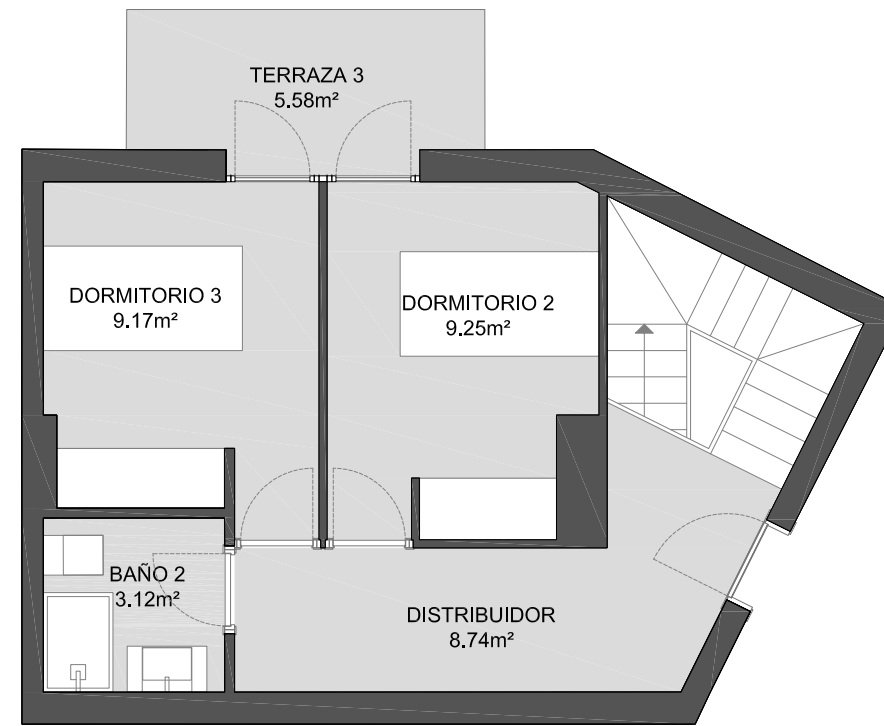 TERRAZA 3
5.58m²
DORMITORIO 3
9.17m²
DORMITORIO 2
9.25m²
BAÑO 2
3.12m²
DISTRIBUIDOR
8.74m²